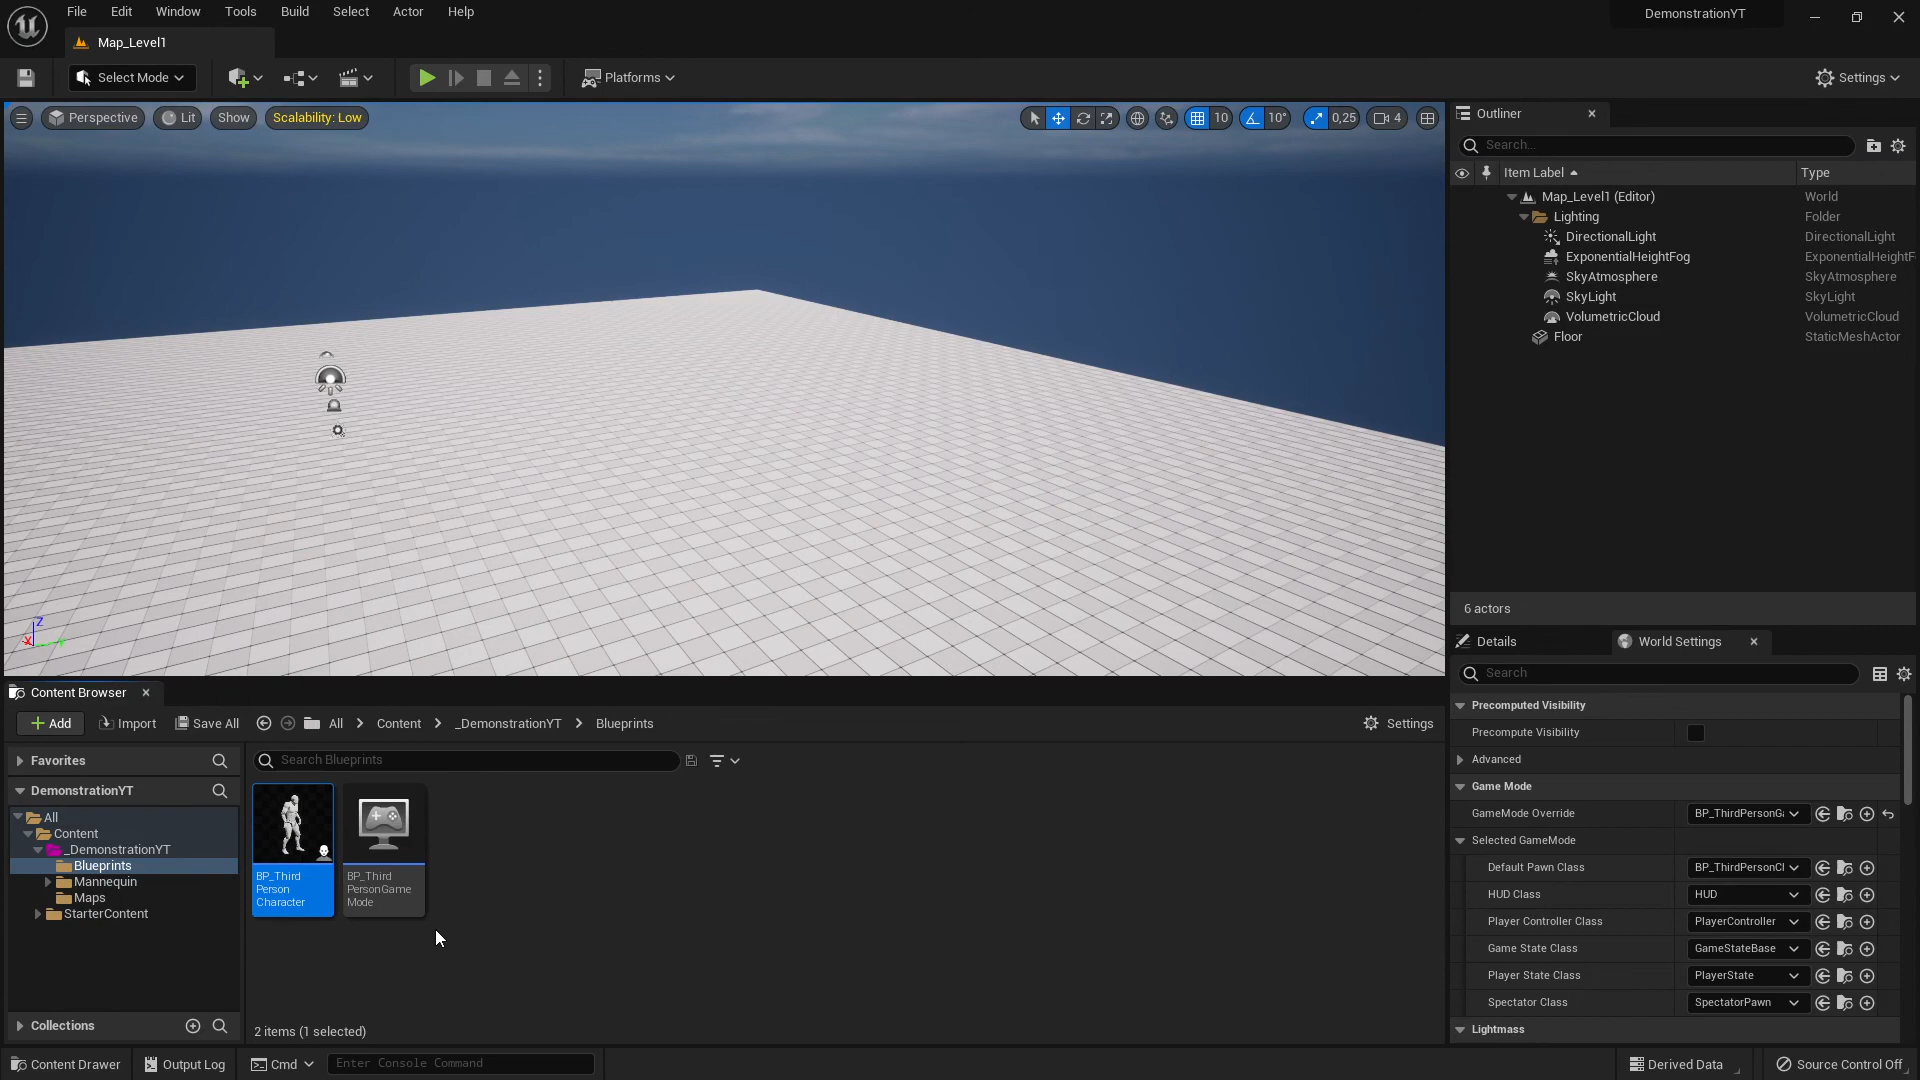 File Edit Window Tools Build Select Actor Help
DemonstrationYT
Map_Level1
Select Mode
Platforms
Settings
Perspective Lit Show Scalability: Low
10 10° 0,25 4
Outliner
Search...
Item Label Type
Map_Level1 (Editor) World
Lighting Folder
DirectionalLight DirectionalLight
ExponentialHeightFog ExponentialHeightF
SkyAtmosphere SkyAtmosphere
SkyLight SkyLight
VolumetricCloud VolumetricCloud
Floor StaticMeshActor
6 actors
Z
X
Y
Details World Settings
Search
Precomputed Visibility
Precompute Visibility
Advanced
Game Mode
GameMode Override BP_ThirdPersonGa
Selected GameMode
Default Pawn Class BP_ThirdPersonCl
HUD Class HUD
Player Controller Class PlayerController
Game State Class GameStateBase
Player State Class PlayerState
Spectator Class SpectatorPawn
Lightmass
Content Browser
Add Import Save All All Content _DemonstrationYT Blueprints Settings
Favorites
DemonstrationYT
All
Content
_DemonstrationYT
Blueprints
Mannequin
Maps
StarterContent
Collections
Search Blueprints
BP_Third
Person
Character
BP_Third
PersonGame
Mode
2 items (1 selected)
Content Drawer Output Log Cmd Enter Console Command Derived Data Source Control Off